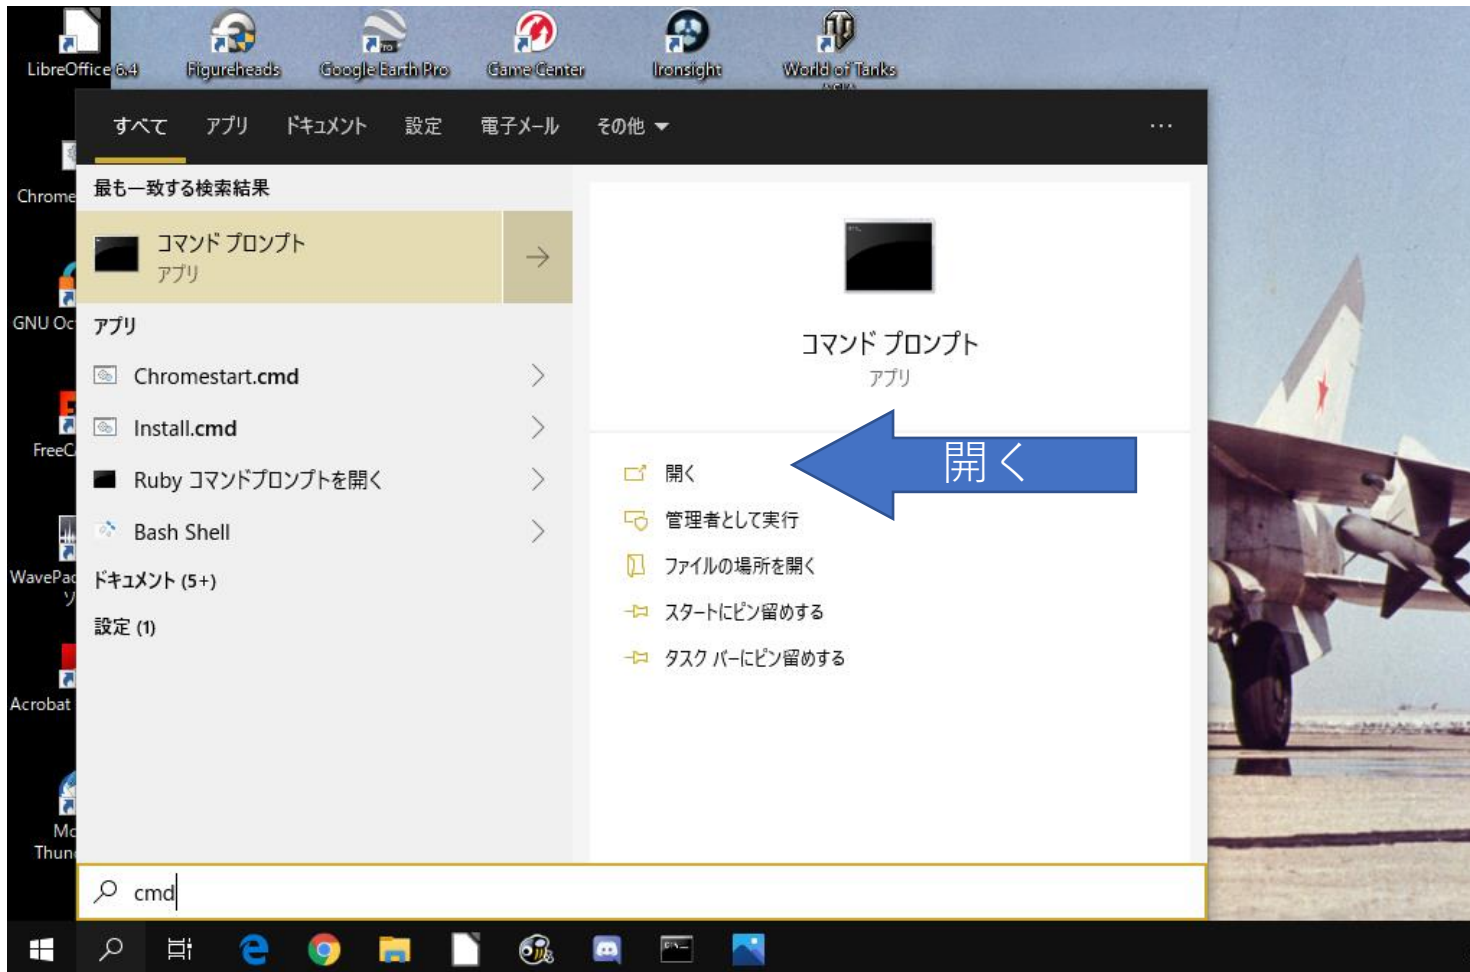 LibreOffice 6.4
Figureheads
Google Earth Pro
Game Center
Ironsight
World of Tanks
すべて アプリ ドキュメント 設定 電子メール その他 ...
Chrome
最も一致する検索結果
コマンド プロンプト
アプリ
コマンド プロンプト
アプリ
GNU Oc
アプリ
Chromestart.cmd
Install.cmd
Ruby コマンドプロンプトを開く
Bash Shell
ドキュメント (5+)
設定 (1)
FreeC
WavePad
ソ
Acrobat
Mo
Thun
開く
開く
管理者として実行
ファイルの場所を開く
スタートにピン留めする
タスク バーにピン留めする
cmd